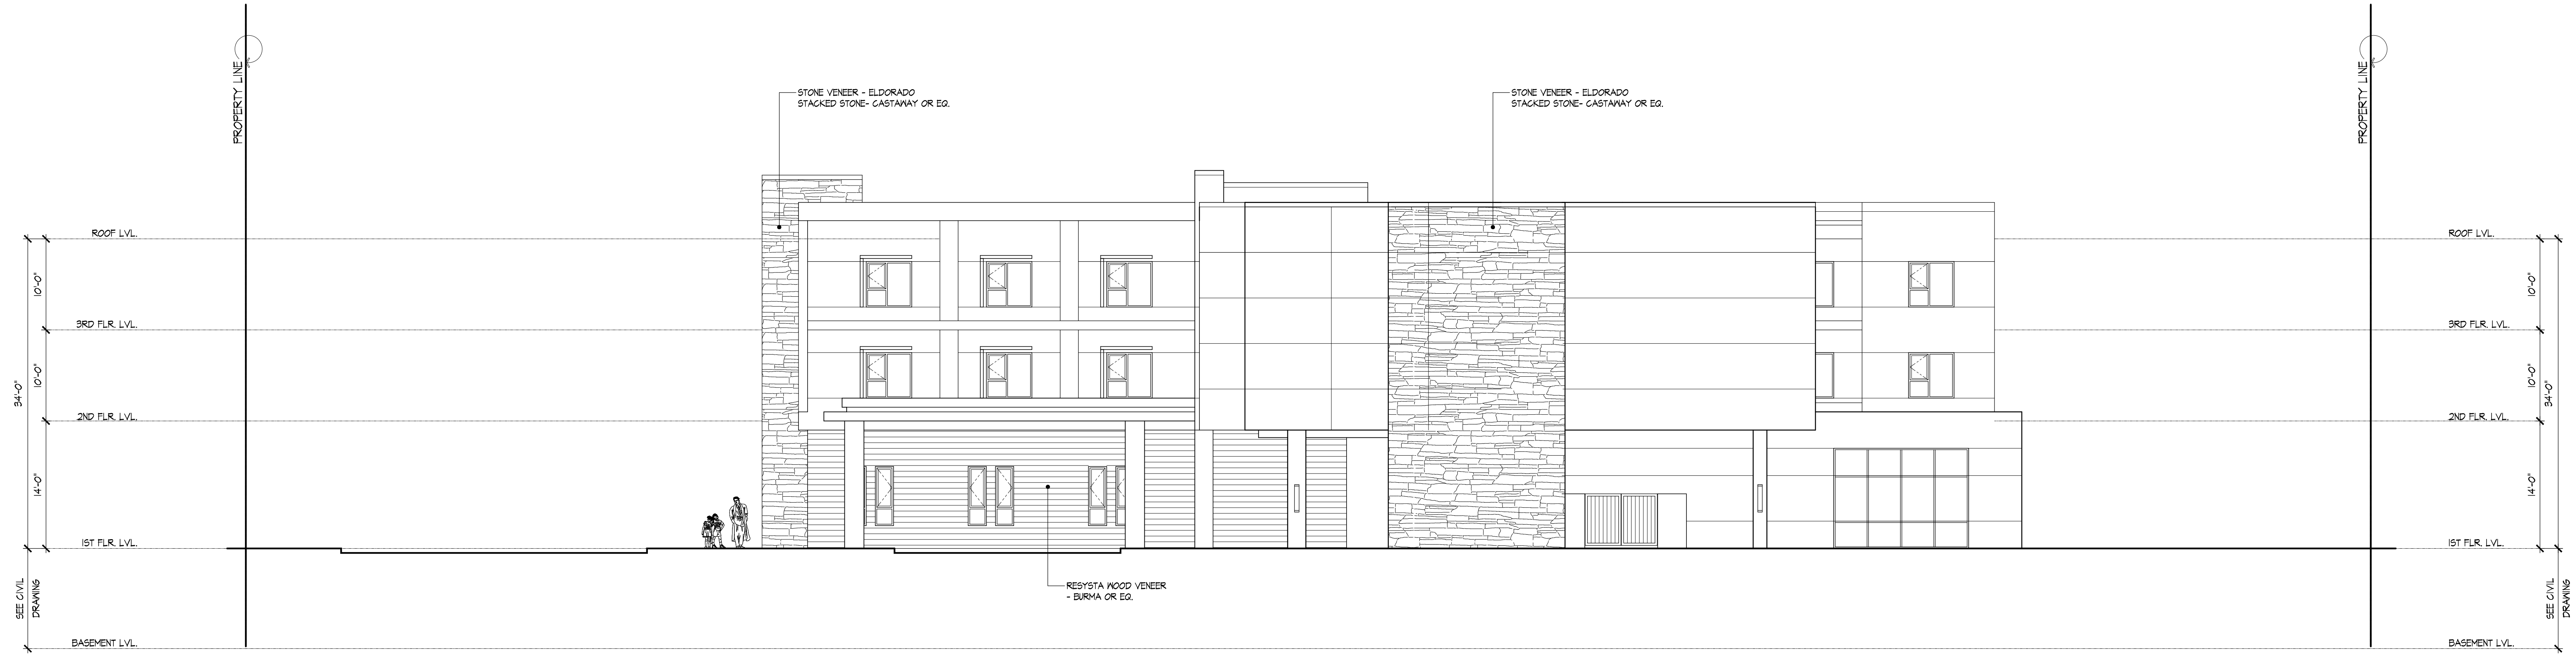 PROPERTY LINE
PROPERTY LINE
STONE VENEER - ELDORADO
STACKED STONE- CASTAWAY OR EQ.
STONE VENEER - ELDORADO
STACKED STONE- CASTAWAY OR EQ.
ROOF LVL.
ROOF LVL.
10'-0"
10'-0"
3RD FLR. LVL.
3RD FLR. LVL.
34'-0"
10'-0"
10'-0"
34'-0"
2ND FLR. LVL.
2ND FLR. LVL.
14'-0"
14'-0"
1ST FLR. LVL.
1ST FLR. LVL.
SEE CIVIL
DRAWING
RESYSTA WOOD VENEER
- BURMA OR EQ.
SEE CIVIL
DRAWING
BASEMENT LVL.
BASEMENT LVL.